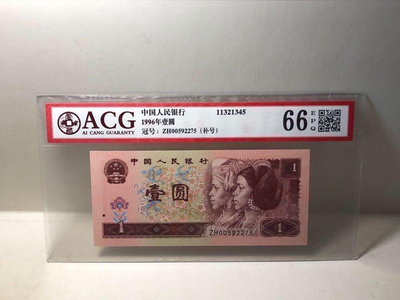 ACG
AI CANG GUARANTY
中国人民银行 11321345
1996年壹圆
冠号: ZH00592275 (补号)
66 EPQ
中国人民银行
壹圆
1
1
ZH00592275
1